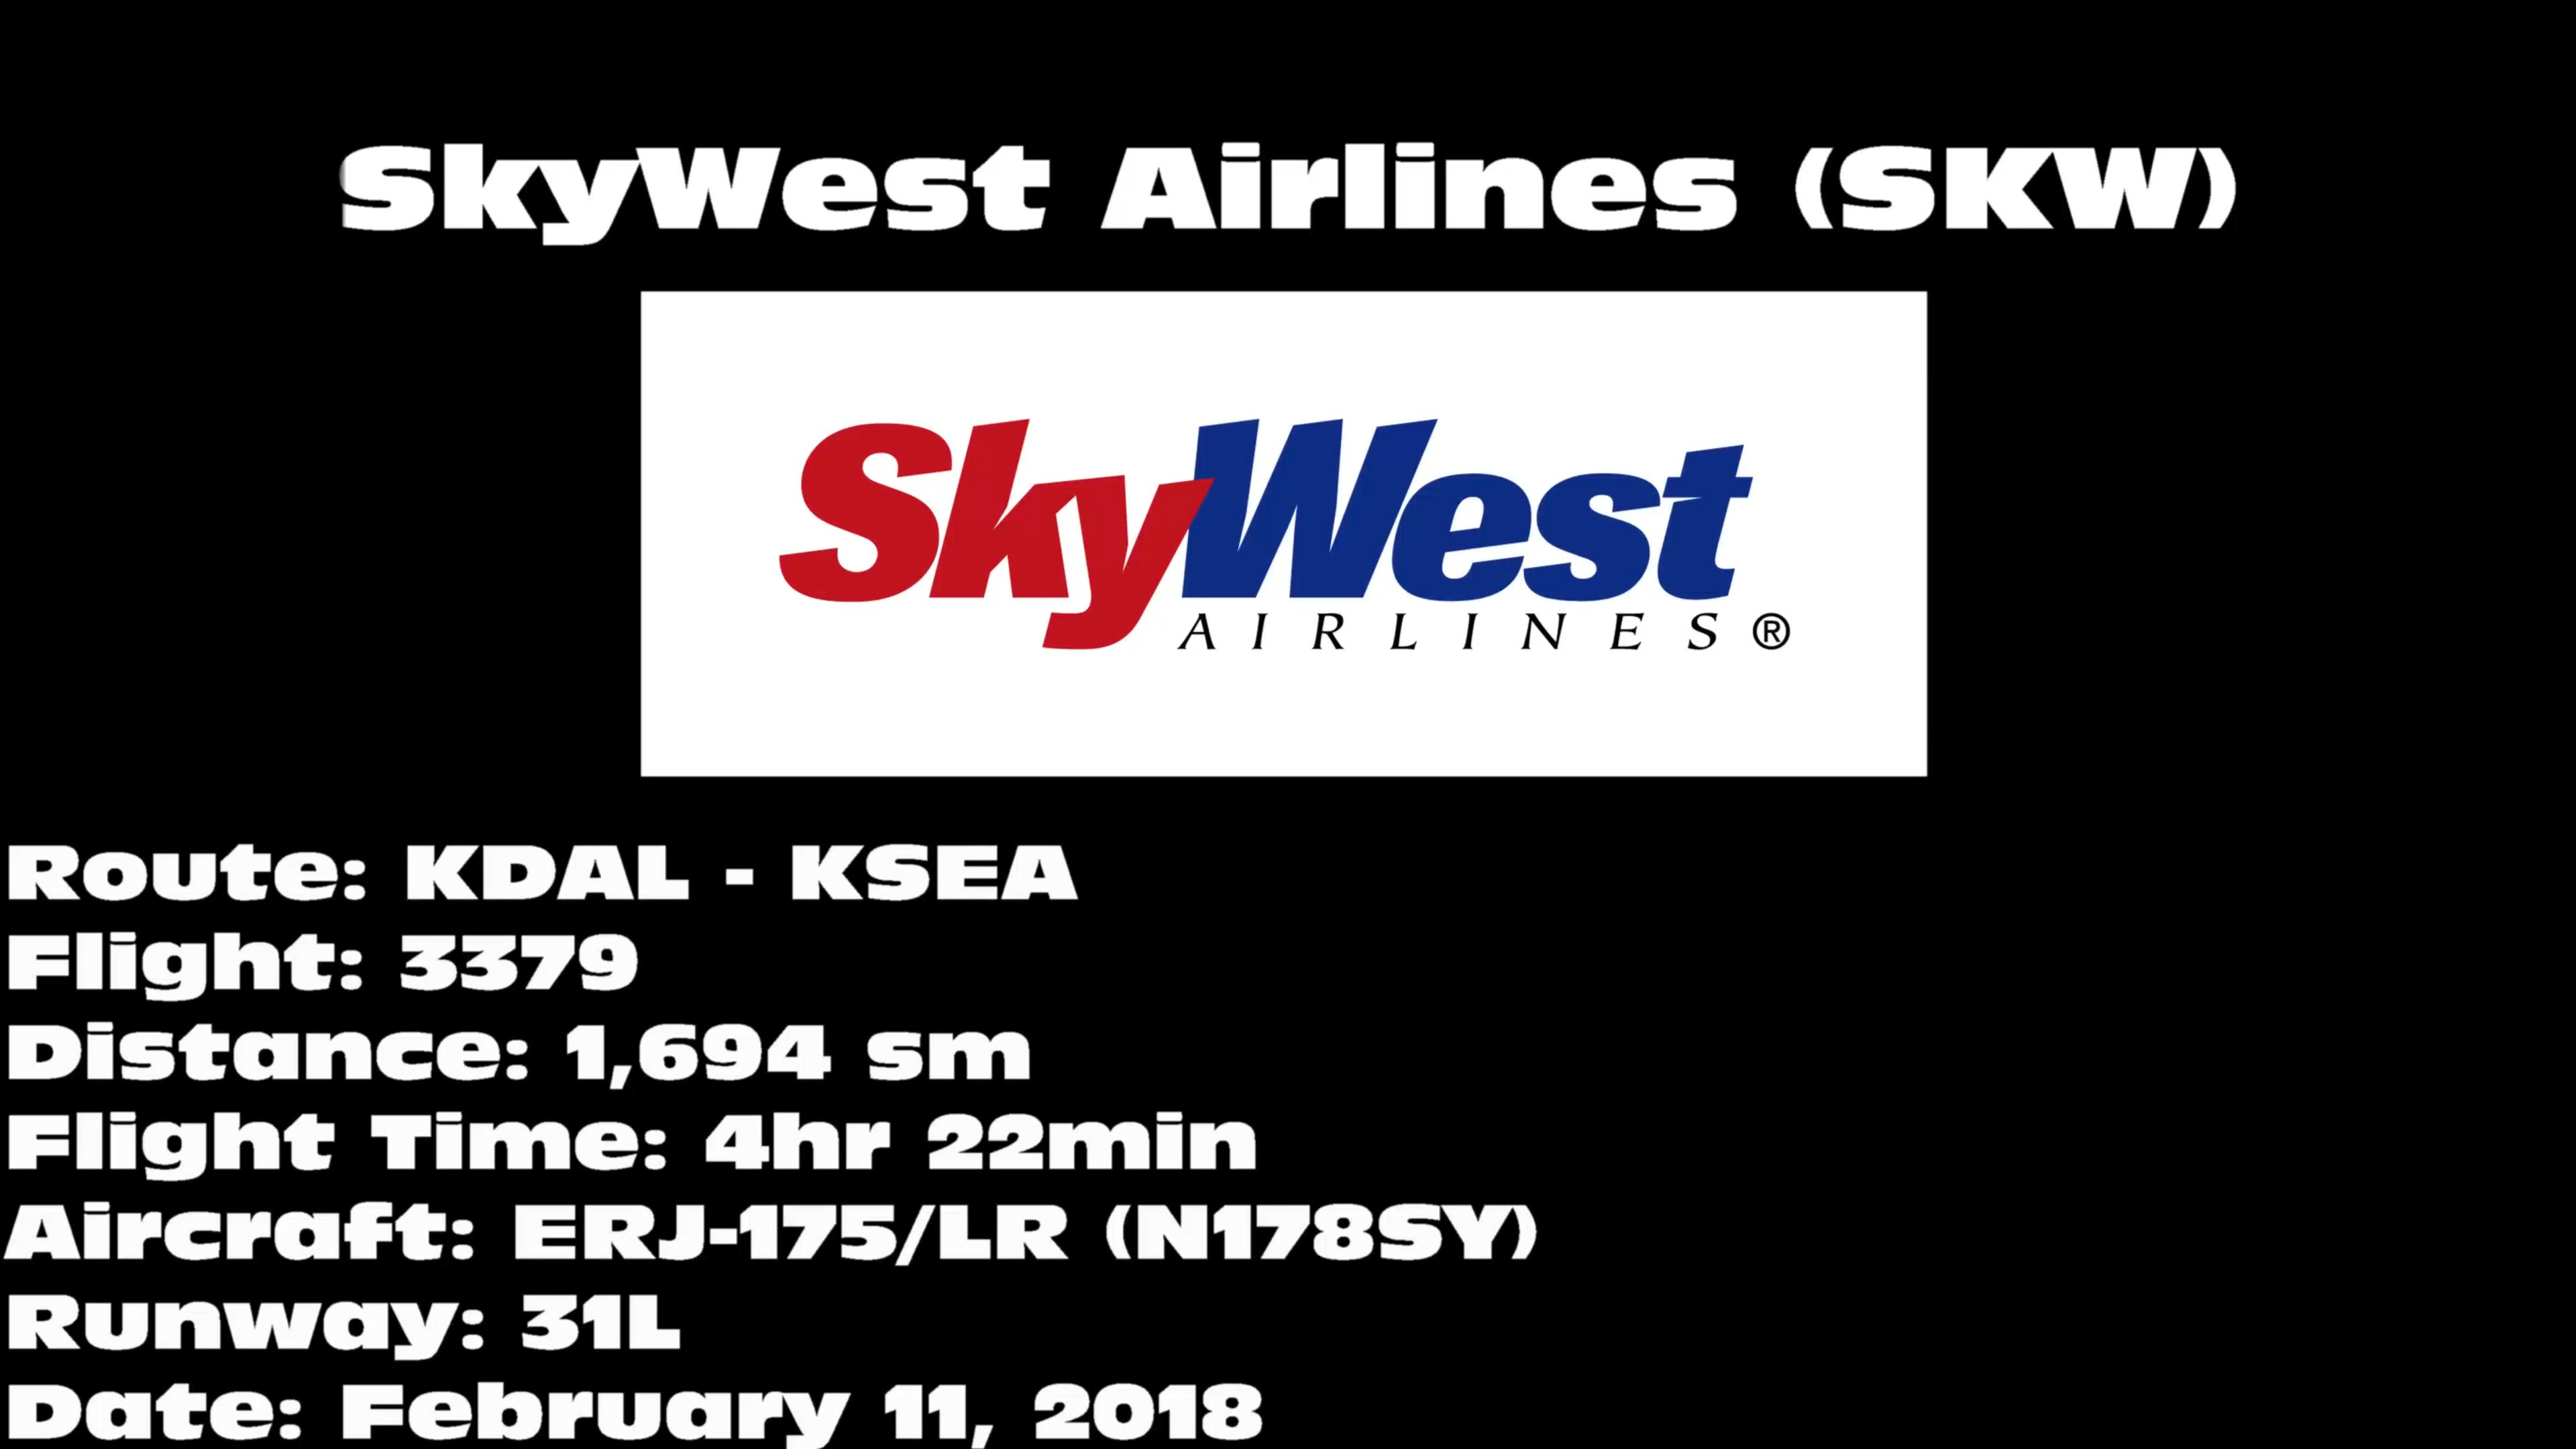 SkyWest Airlines (SKW)
SkyWest
AIRLINES®
Route: KDAL - KSEA
Flight: 3379
Distance: 1,694 sm
Flight Time: 4hr 22min
Aircraft: ERJ-175/LR (N178SY)
Runway: 31L
Date: February 11, 2018